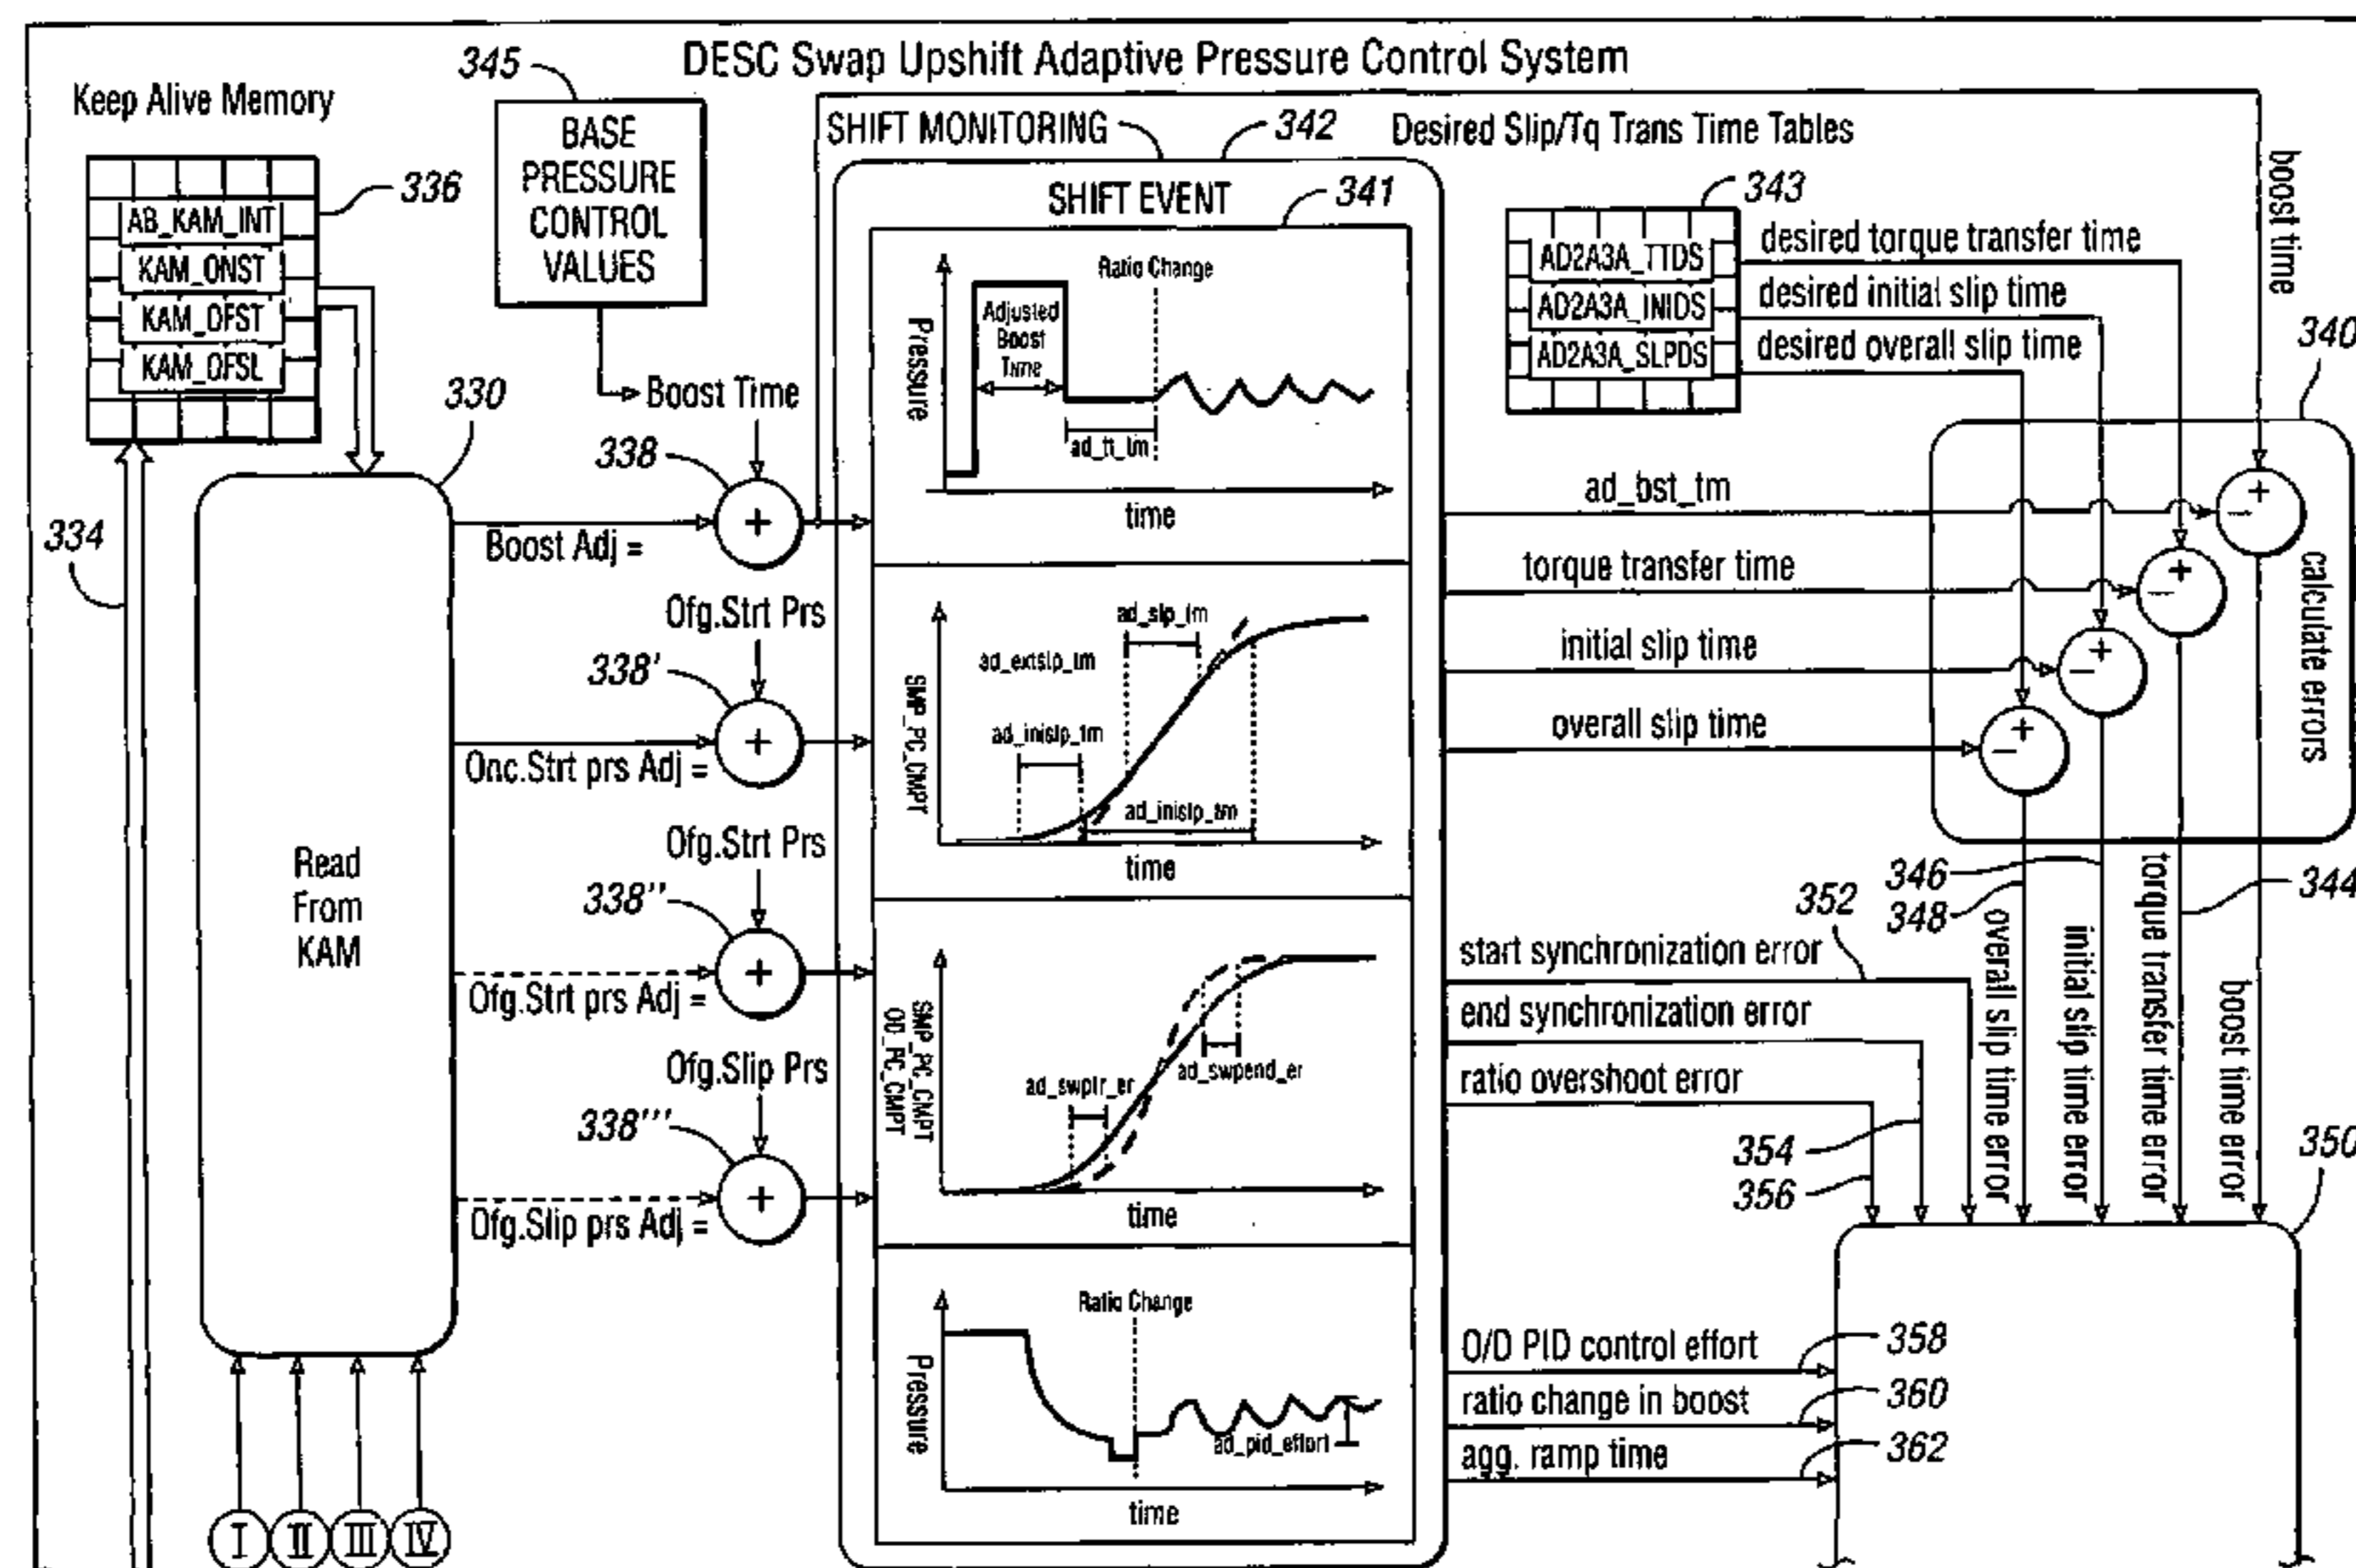 DESC Swap Upshift Adaptive Pressure Control System
Keep Alive Memory
336
AB_KAM_INT
KAM_ONST
KAM_OFST
KAM_OFSL
334
330
Read
From
KAM
I
II
III
IV
345
BASE
PRESSURE
CONTROL
VALUES
Boost Time
338
+
Boost Adj =
Ofg.Strt Prs
338'
+
Onc.Strt prs Adj =
Ofg.Strt Prs
338''
+
Ofg.Strt prs Adj =
Ofg.Slip Prs
338'''
+
Ofg.Slip prs Adj =
SHIFT MONITORING
342
SHIFT EVENT
341
Pressure
Ratio Change
Adjusted
Boost
Time
ad_tt_tm
time
SMP_PC_CMPT
ad_slp_tm
ad_extslp_tm
ad_inislp_tm
ad_inislp_tm
time
SMP_PC_CMPT
OD_PC_CMPT
ad_swptr_er
ad_swpend_er
time
Pressure
Ratio Change
ad_pid_effort
time
Desired Slip/Tq Trans Time Tables
343
AD2A3A_TTDS
AD2A3A_INIDS
AD2A3A_SLPDS
desired torque transfer time
desired initial slip time
desired overall slip time
boost time
340
ad_bst_tm
torque transfer time
initial slip time
overall slip time
+
−
+
−
+
−
+
−
calculate errors
346
348
344
352
start synchronization error
end synchronization error
ratio overshoot error
354
356
overall slip time error
initial slip time error
torque transfer time error
boost time error
350
O/D PID control effort
358
ratio change in boost
360
agg. ramp time
362